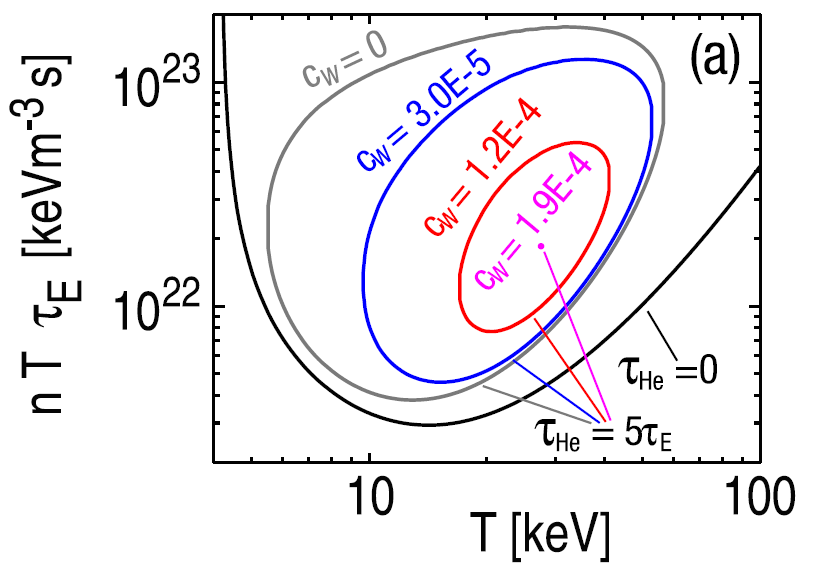 (a)
c_W = 0
c_W = 3.0E-5
c_W = 1.2E-4
c_W = 1.9E-4
10^23
10^22
n T τ_E [keVm^-3 s]
τ_He =0
τ_He = 5τ_E
10
100
T [keV]